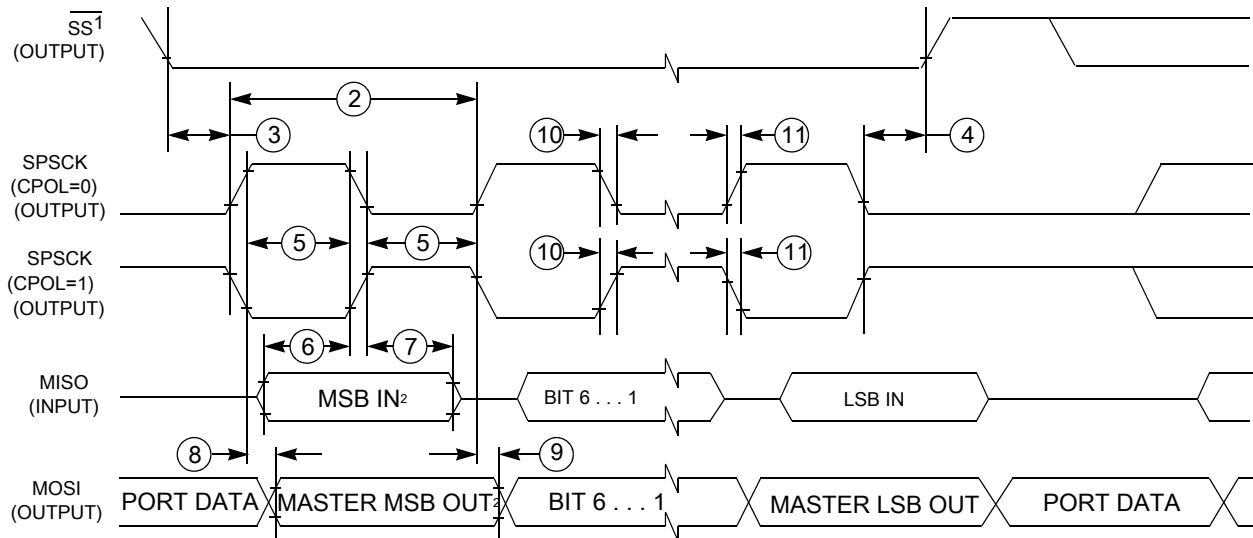 SS1
(OUTPUT)
2
3
10
11
4
SPSCK
(CPOL=0)
(OUTPUT)
5
5
SPSCK
(CPOL=1)
(OUTPUT)
10
11
6
7
MISO
(INPUT)
MSB IN2
BIT 6 . . . 1
LSB IN
8
9
MOSI
(OUTPUT)
PORT DATA
MASTER MSB OUT2
BIT 6 . . . 1
MASTER LSB OUT
PORT DATA